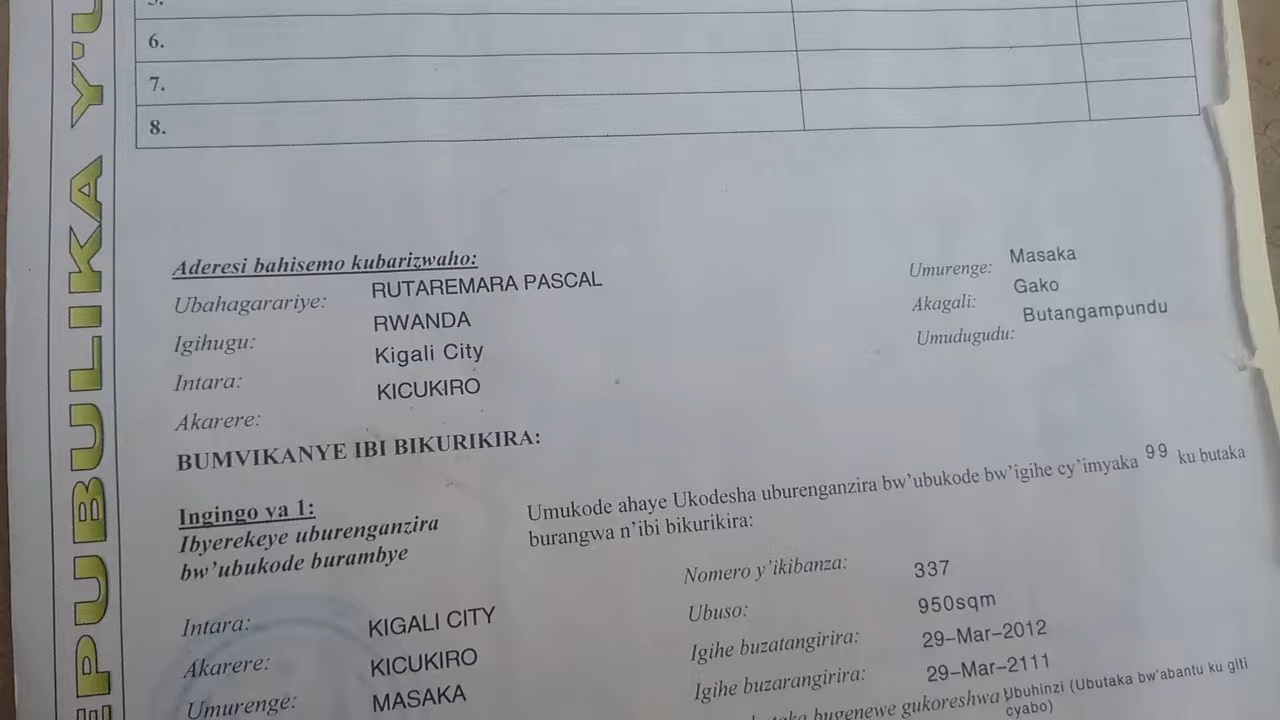 EPUBULIKA Y'U
5.
6.
7.
8.
Aderesi bahisemo kubarizwaho:
Ubahagarariye: RUTAREMARA PASCAL
Igihugu: RWANDA
Intara: Kigali City
Akarere: KICUKIRO
Umurenge: Masaka
Akagali: Gako
Umudugudu: Butangampundu
BUMVIKANYE IBI BIKURIKIRA:
Ingingo ya 1:
Ibyerekeye uburenganzira
bw'ubukode burambye
Umukode ahaye Ukodesha uburenganzira bw'ubukode bw'igihe cy'imyaka 99 ku butaka
burangwa n'ibi bikurikira:
Intara: KIGALI CITY
Akarere: KICUKIRO
Umurenge: MASAKA
Nomero y'ikibanza: 337
Ubuso: 950sqm
Igihe buzatangirira: 29-Mar-2012
Igihe buzarangirira: 29-Mar-2111
bugenewe gukoreshwa Ubuhinzi (Ubutaka bw'abantu ku giti
cyabo)